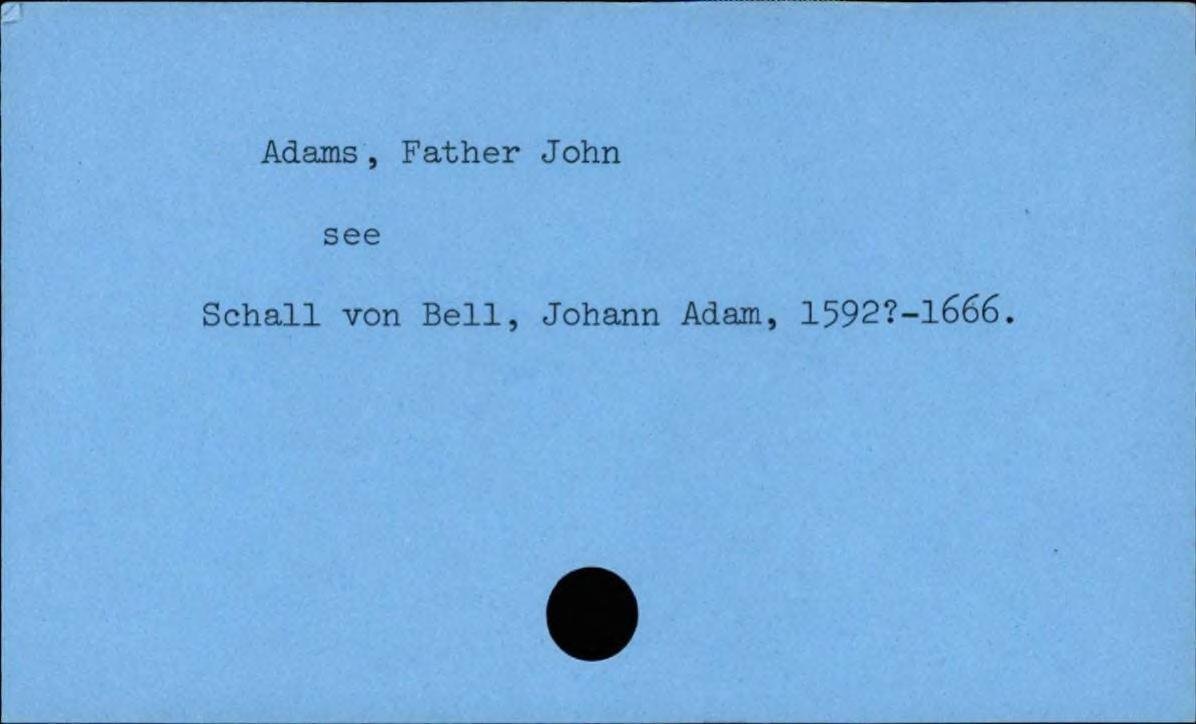 Adams, Father John
see
Schall von Bell, Johann Adam, 1592?-1666.